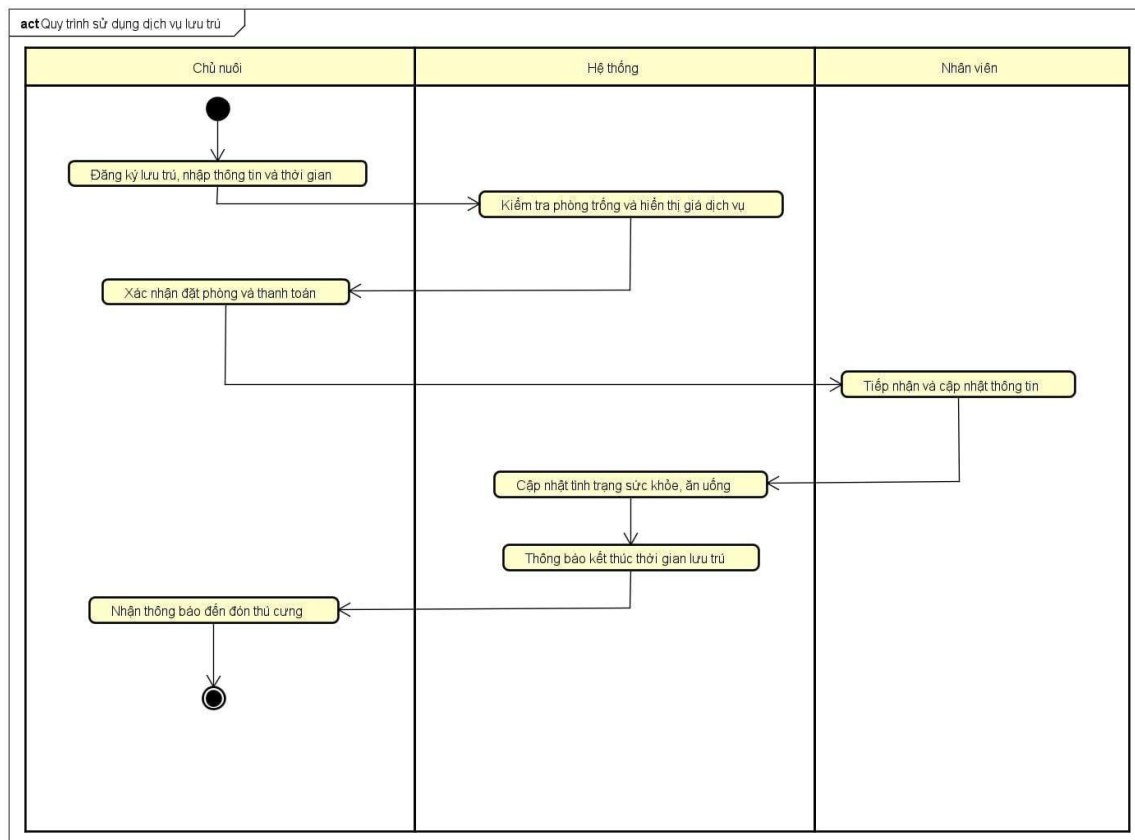 act Quy trình sử dụng dịch vụ lưu trú
Chủ nuôi
Hệ thống
Nhân viên
Đăng ký lưu trú, nhập thông tin và thời gian
Kiểm tra phòng trống và hiển thị giá dịch vụ
Xác nhận đặt phòng và thanh toán
Tiếp nhận và cập nhật thông tin
Cập nhật tình trạng sức khỏe, ăn uống
Thông báo kết thúc thời gian lưu trú
Nhận thông báo đến đón thú cưng